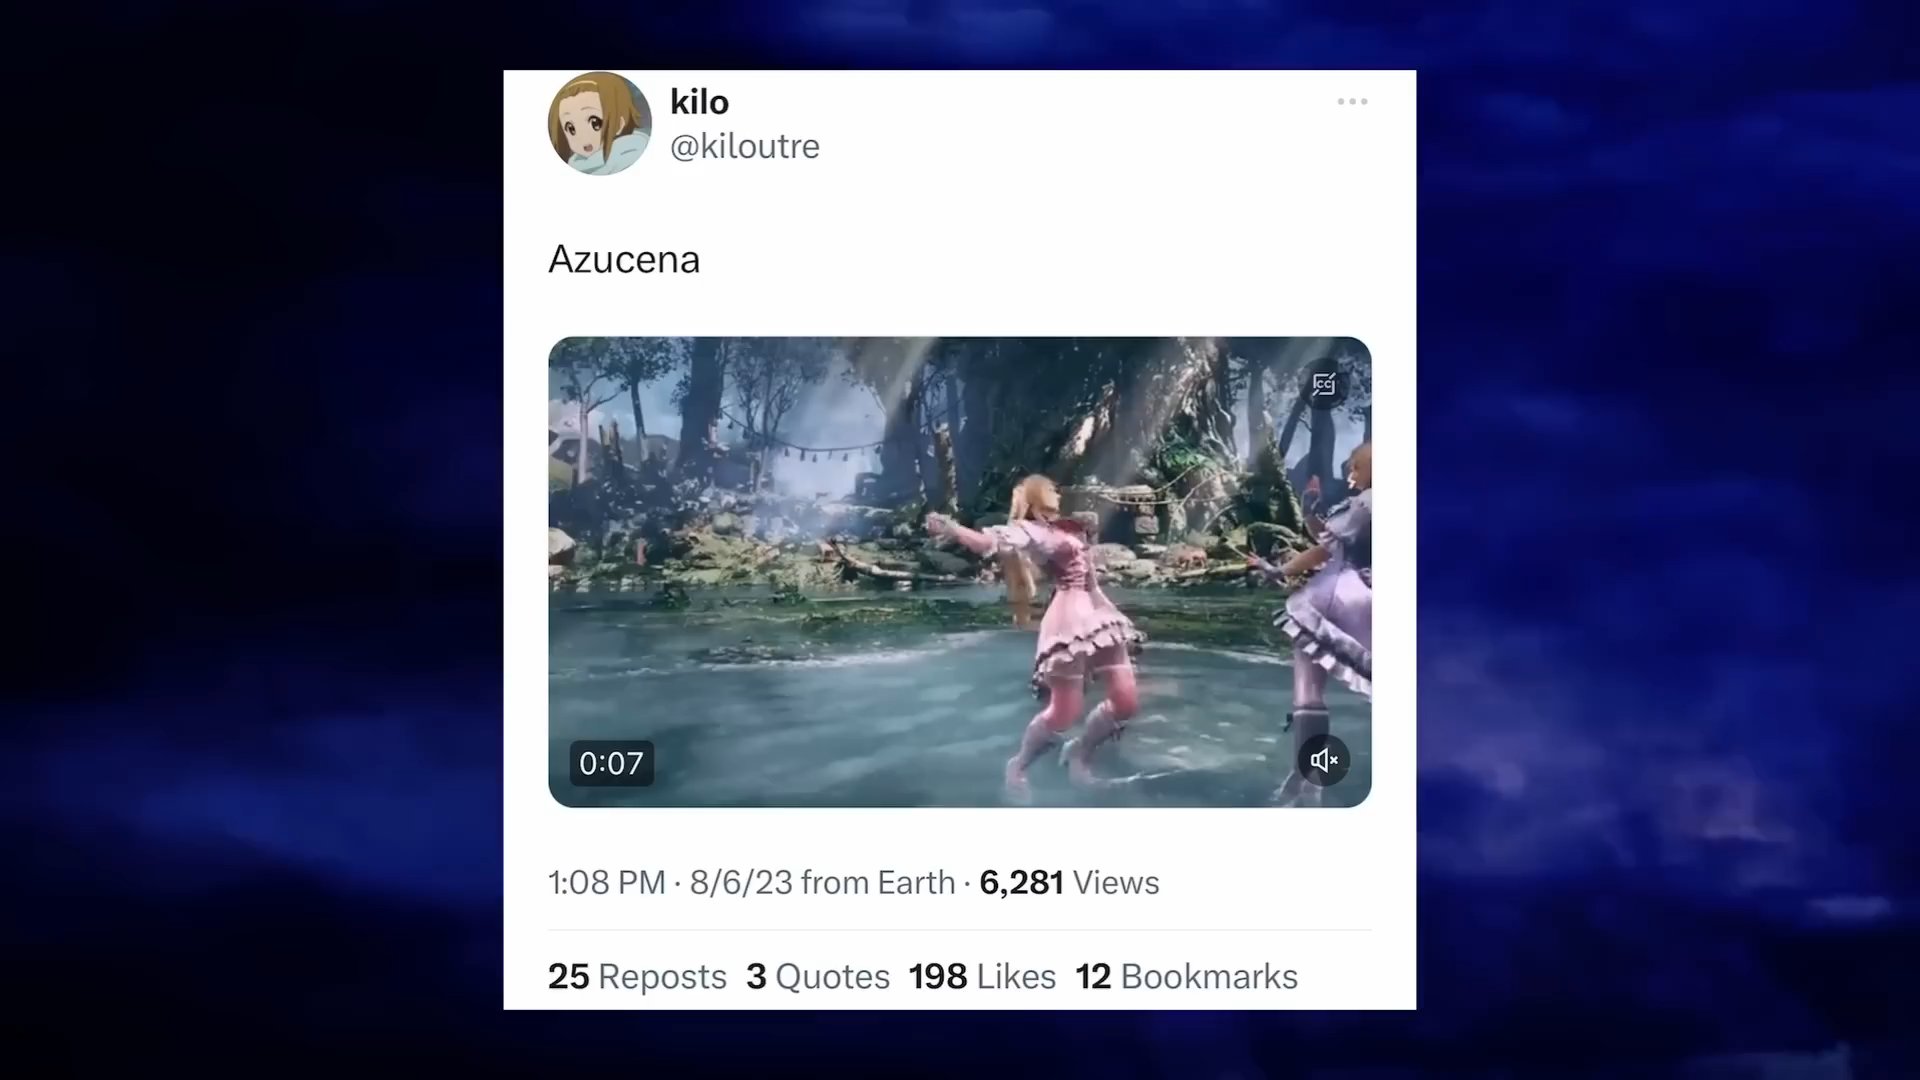 kilo
@kiloutre
Azucena
CC
0:07
1:08 PM · 8/6/23 from Earth · 6,281 Views
25 Reposts 3 Quotes 198 Likes 12 Bookmarks